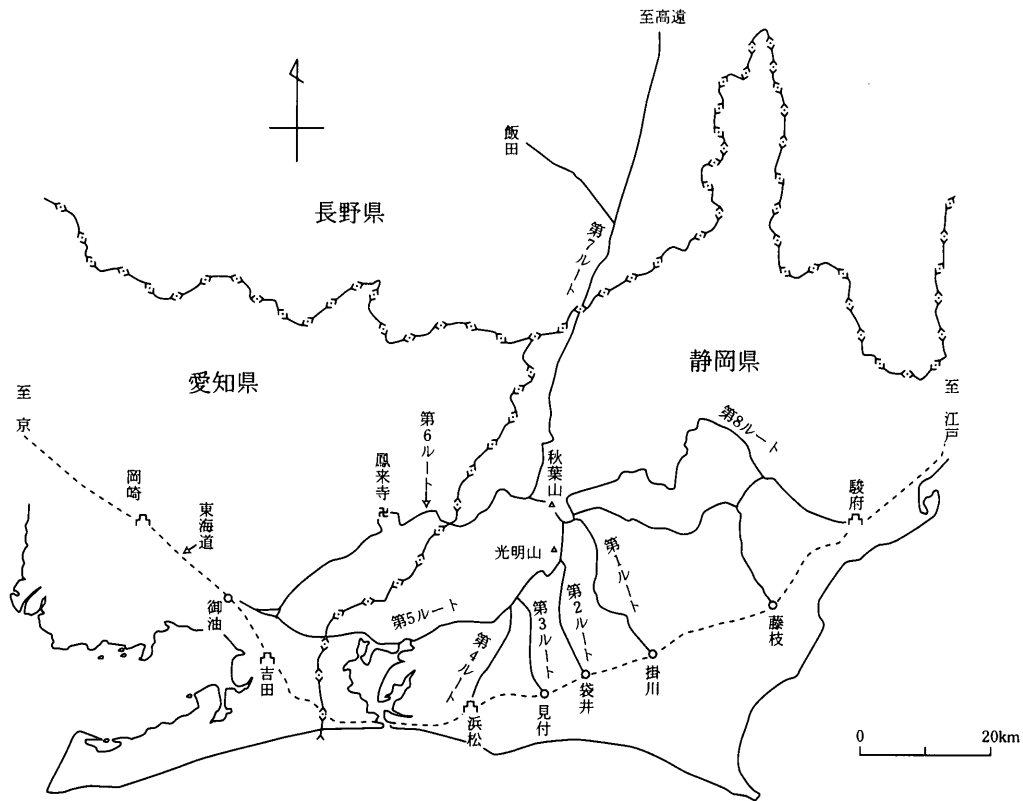 至高遠
飯田
長野県
第7ルート
静岡県
愛知県
至京
至江戸
第8ルート
第6ルート
鳳来寺
秋葉山
駿府
岡崎
東海道
光明山
第1ルート
第2ルート
第3ルート
第4ルート
第5ルート
御油
藤枝
吉田
掛川
袋井
見付
浜松
0 20km